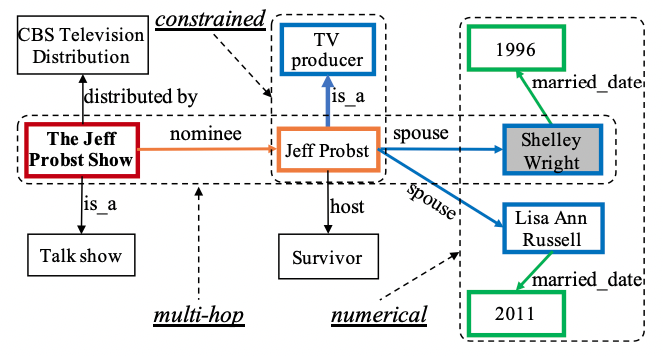 CBS Television
Distribution
constrained
TV
producer
1996
distributed by
is_a
married_date
The Jeff
Probst Show
nominee
Jeff Probst
spouse
Shelley
Wright
is_a
host
spouse
Lisa Ann
Russell
Talk show
Survivor
married_date
multi-hop
numerical
2011